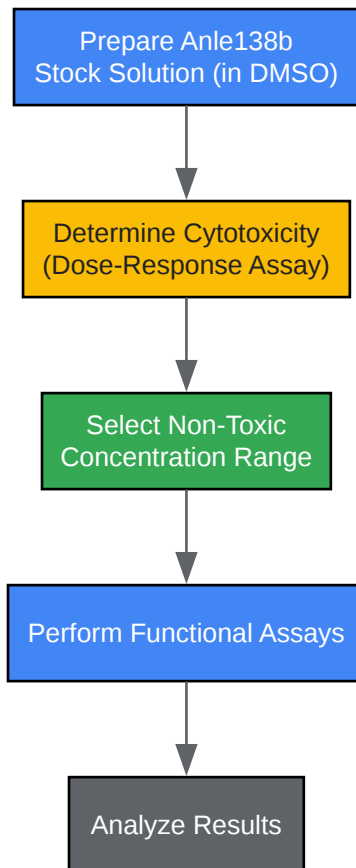 Prepare Anle138b
Stock Solution (in DMSO)
Determine Cytotoxicity
(Dose-Response Assay)
Select Non-Toxic
Concentration Range
Perform Functional Assays
Analyze Results